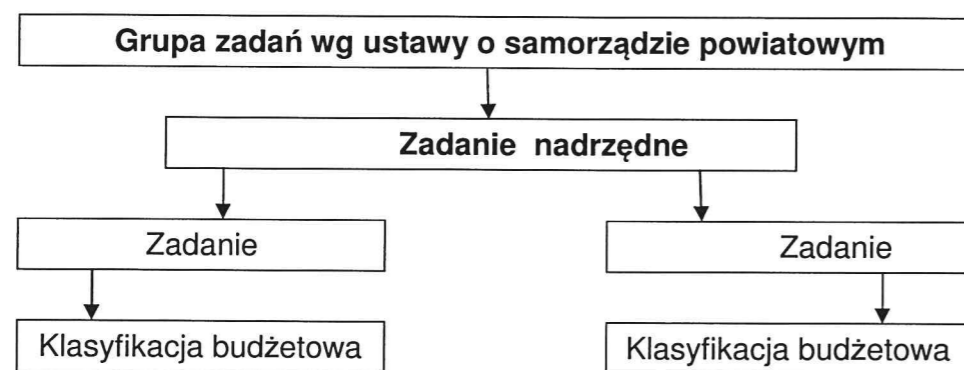 Grupa zadań wg ustawy o samorządzie powiatowym
Zadanie nadrzędne
Zadanie
Zadanie
Klasyfikacja budżetowa
Klasyfikacja budżetowa